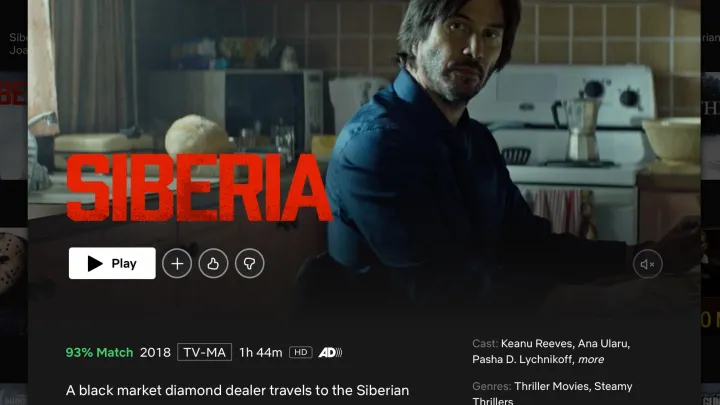 SIBERIA
Play
93% Match 2018 TV-MA 1h 44m HD AD
A black market diamond dealer travels to the Siberian
Cast: Keanu Reeves, Ana Ularu,
Pasha D. Lychnikoff, more
Genres: Thriller Movies, Steamy
Thrillers